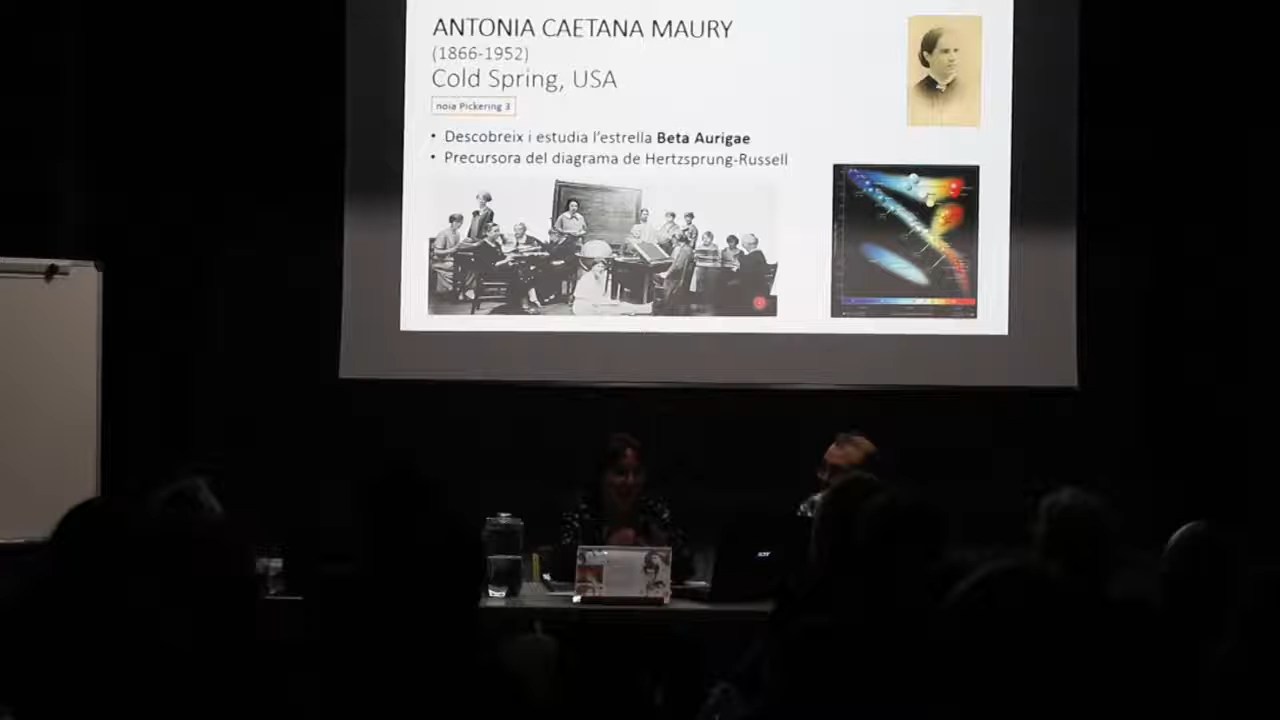 ANTONIA CAETANA MAURY
(1866-1952)
Cold Spring, USA
noia Pickering 3
• Descobreix i estudia l'estrella Beta Aurigae
• Precursora del diagrama de Hertzsprung-Russell
acer